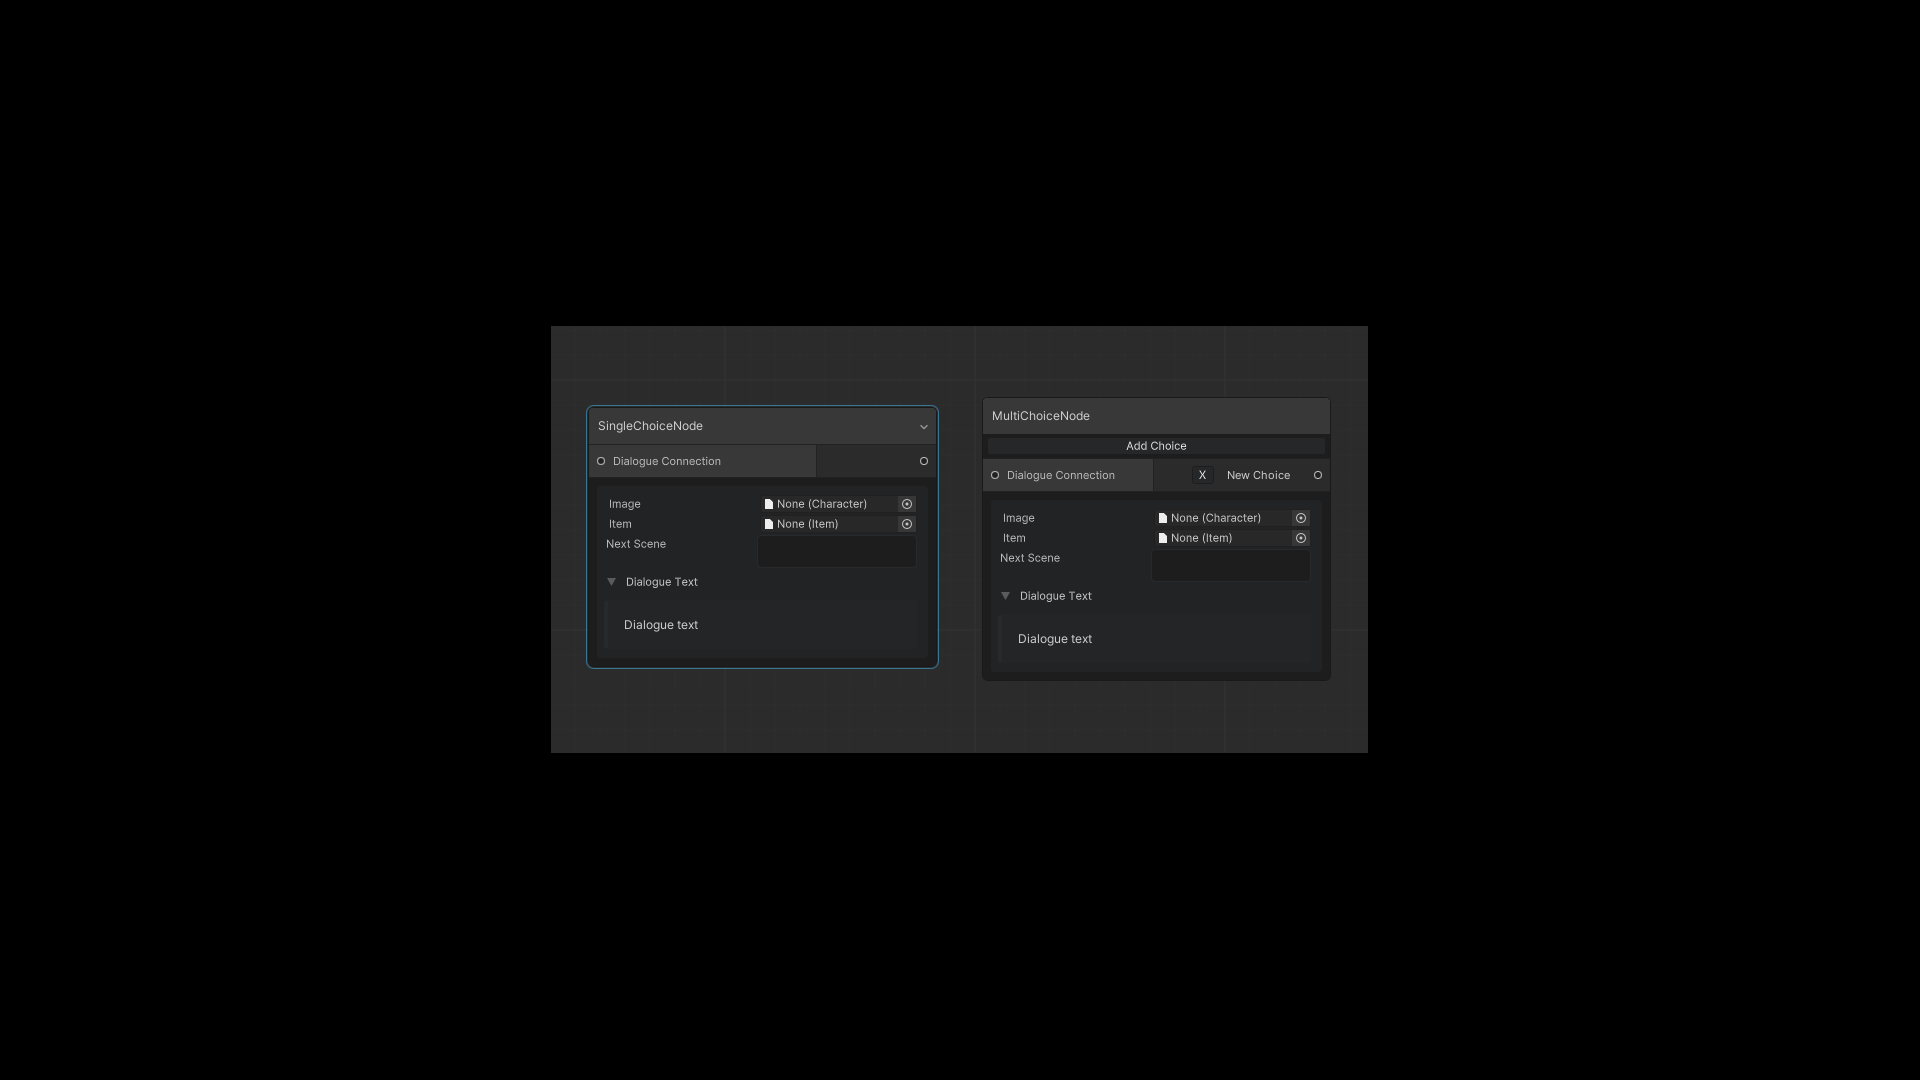 SingleChoiceNode
Dialogue Connection
Image None (Character)
Item None (Item)
Next Scene
Dialogue Text
Dialogue text
MultiChoiceNode
Add Choice
Dialogue Connection X New Choice
Image None (Character)
Item None (Item)
Next Scene
Dialogue Text
Dialogue text